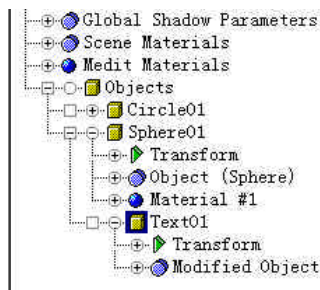 Global Shadow Parameters
Scene Materials
Medit Materials
Objects
Circle01
Sphere01
Transform
Object (Sphere)
Material #1
Text01
Transform
Modified Object